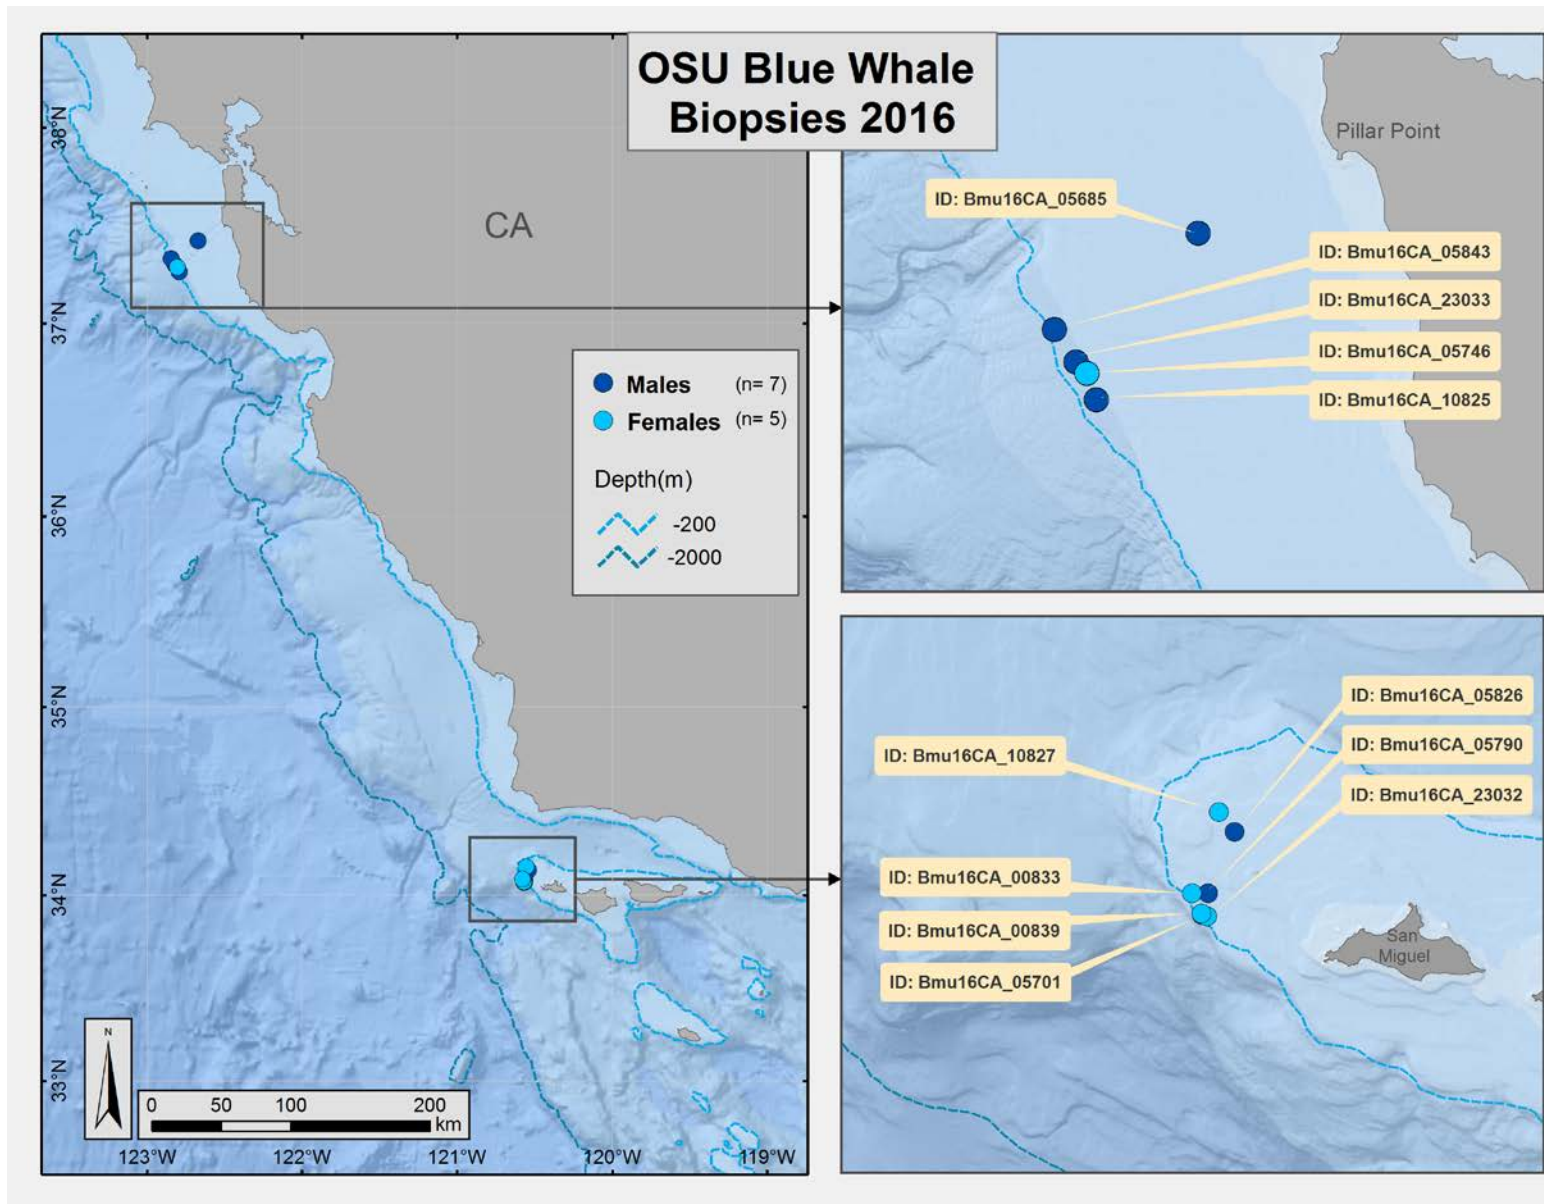 OSU Blue Whale
Biopsies 2016
38°N
37°N
36°N
35°N
34°N
33°N
123°W
122°W
121°W
120°W
119°W
CA
Males (n= 7)
Females (n= 5)
Depth(m)
-200
-2000
N
0 50 100 200
km
Pillar Point
ID: Bmu16CA_05685
ID: Bmu16CA_05843
ID: Bmu16CA_23033
ID: Bmu16CA_05746
ID: Bmu16CA_10825
ID: Bmu16CA_05826
ID: Bmu16CA_05790
ID: Bmu16CA_10827
ID: Bmu16CA_23032
ID: Bmu16CA_00833
ID: Bmu16CA_00839
ID: Bmu16CA_05701
San
Miguel